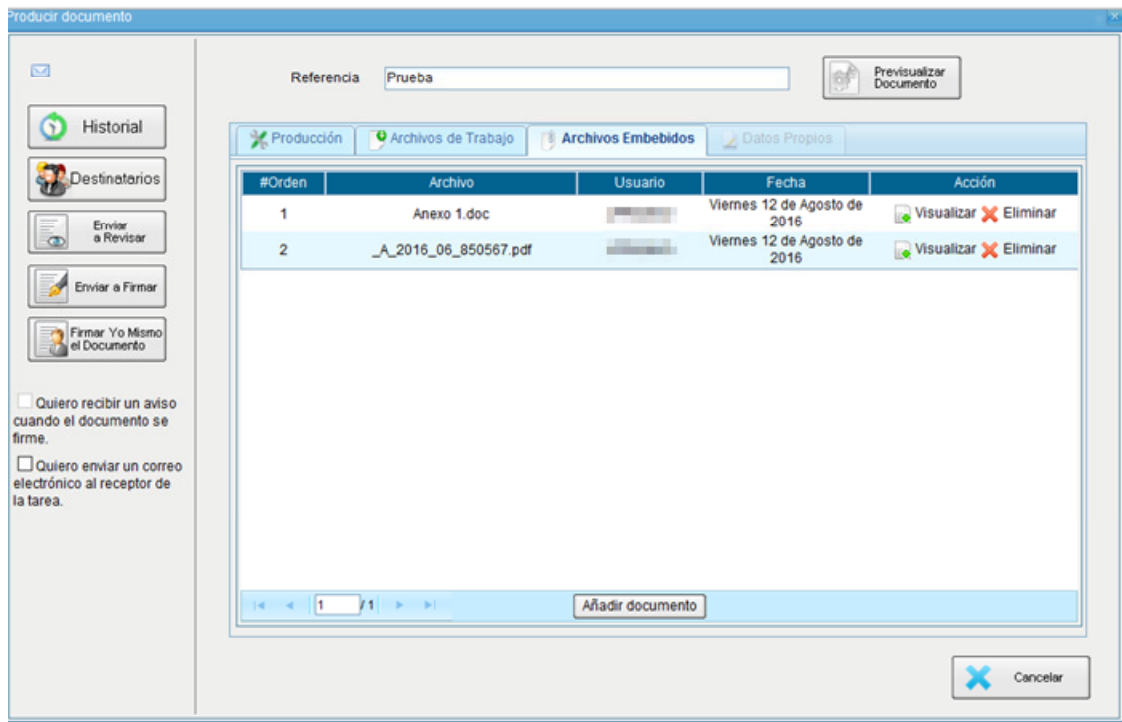 Producir documento
Referencia
Prueba
Previsualizar
Documento
Historial
Destinatarios
Enviar
a Revisar
Enviar a Firmar
Firmar Yo Mismo
el Documento
Quiero recibir un aviso
cuando el documento se
firme.
Quiero enviar un correo
electrónico al receptor de
la tarea.
Producción
Archivos de Trabajo
Archivos Embebidos
Datos Propios
#Orden Archivo Usuario Fecha Acción
1 Anexo 1.doc Viernes 12 de Agosto de
2016 Visualizar Eliminar
2 _A_2016_06_850567.pdf Viernes 12 de Agosto de
2016 Visualizar Eliminar
1 / 1
Añadir documento
Cancelar